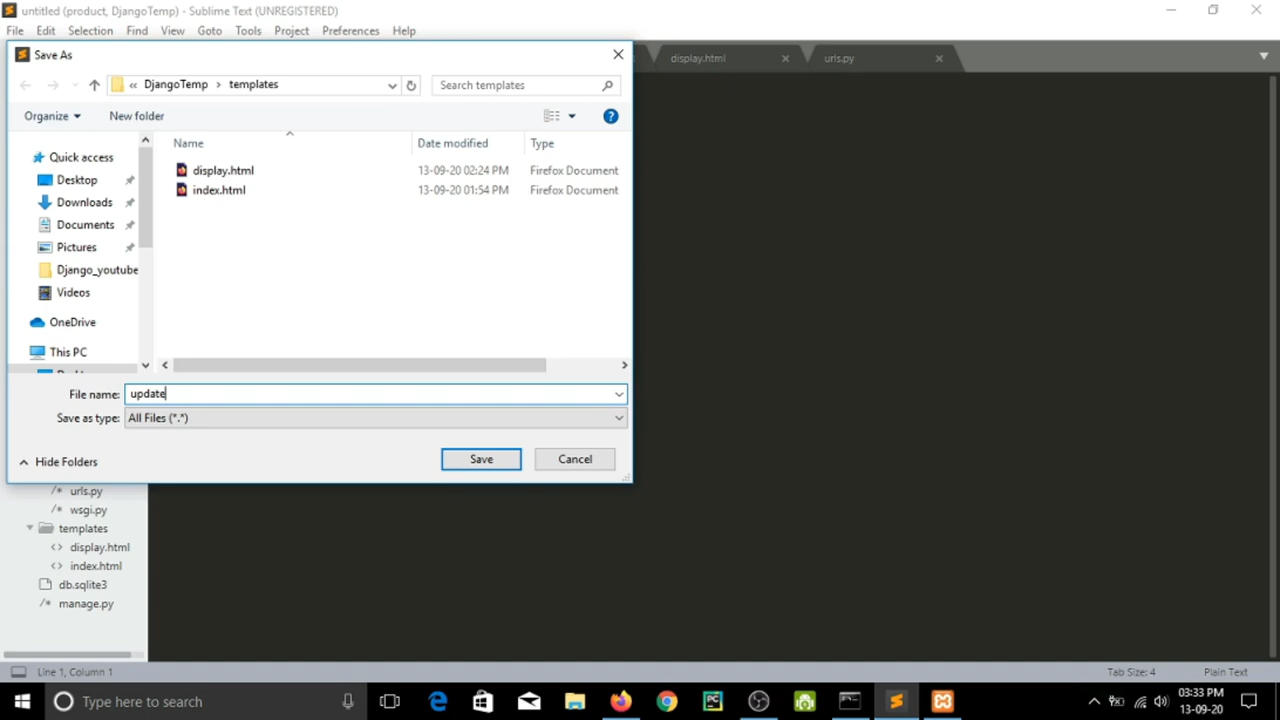 untitled (product, DjangoTemp) - Sublime Text (UNREGISTERED)
File Edit Selection Find View Goto Tools Project Preferences Help
Save As
display.html
urls.py
« DjangoTemp › templates
Search templates
Organize
New folder
Name Date modified Type
Quick access
Desktop
Downloads
Documents
Pictures
Django_youtube
Videos
OneDrive
This PC
display.html 13-09-20 02:24 PM Firefox Document
index.html 13-09-20 01:54 PM Firefox Document
File name: update
Save as type: All Files (*.*)
Hide Folders
Save
Cancel
/* urls.py
/* wsgi.py
templates
<> display.html
<> index.html
db.sqlite3
/* manage.py
Line 1, Column 1
Tab Size: 4
Plain Text
Type here to search
03:33 PM
13-09-20